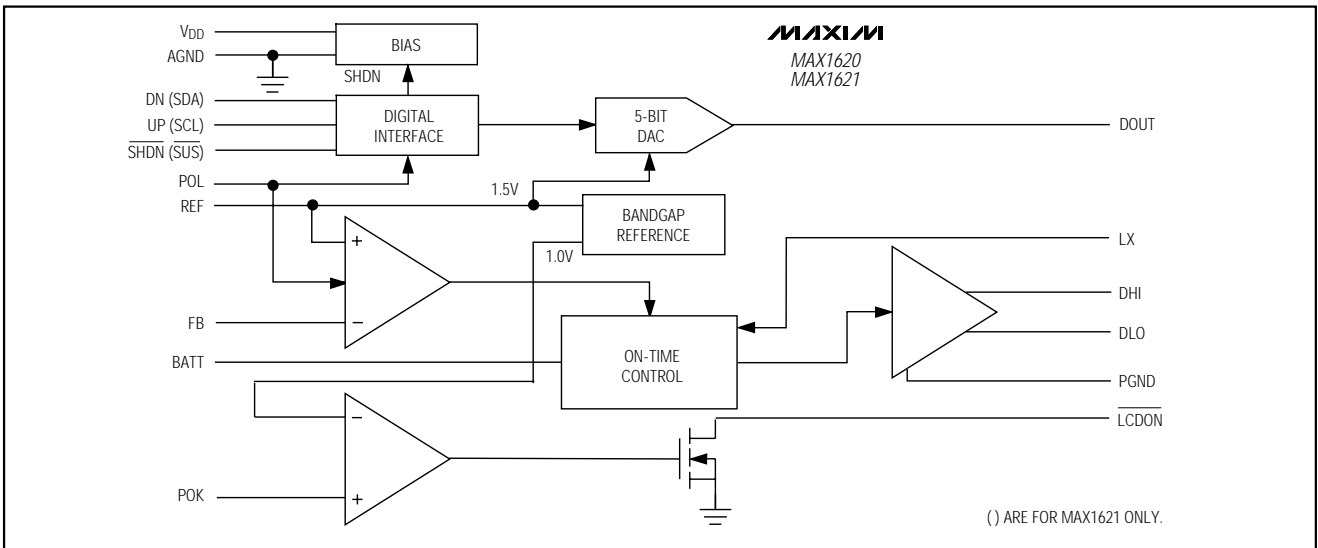 VDD
MAXIM
AGND
BIAS
MAX1620
MAX1621
SHDN
DN (SDA)
UP (SCL)
SHDN (SUS)
DIGITAL
INTERFACE
5-BIT
DAC
DOUT
POL
REF
1.5V
BANDGAP
REFERENCE
1.0V
+
−
FB
BATT
ON-TIME
CONTROL
LX
DHI
DLO
PGND
LCDON
−
+
POK
( ) ARE FOR MAX1621 ONLY.